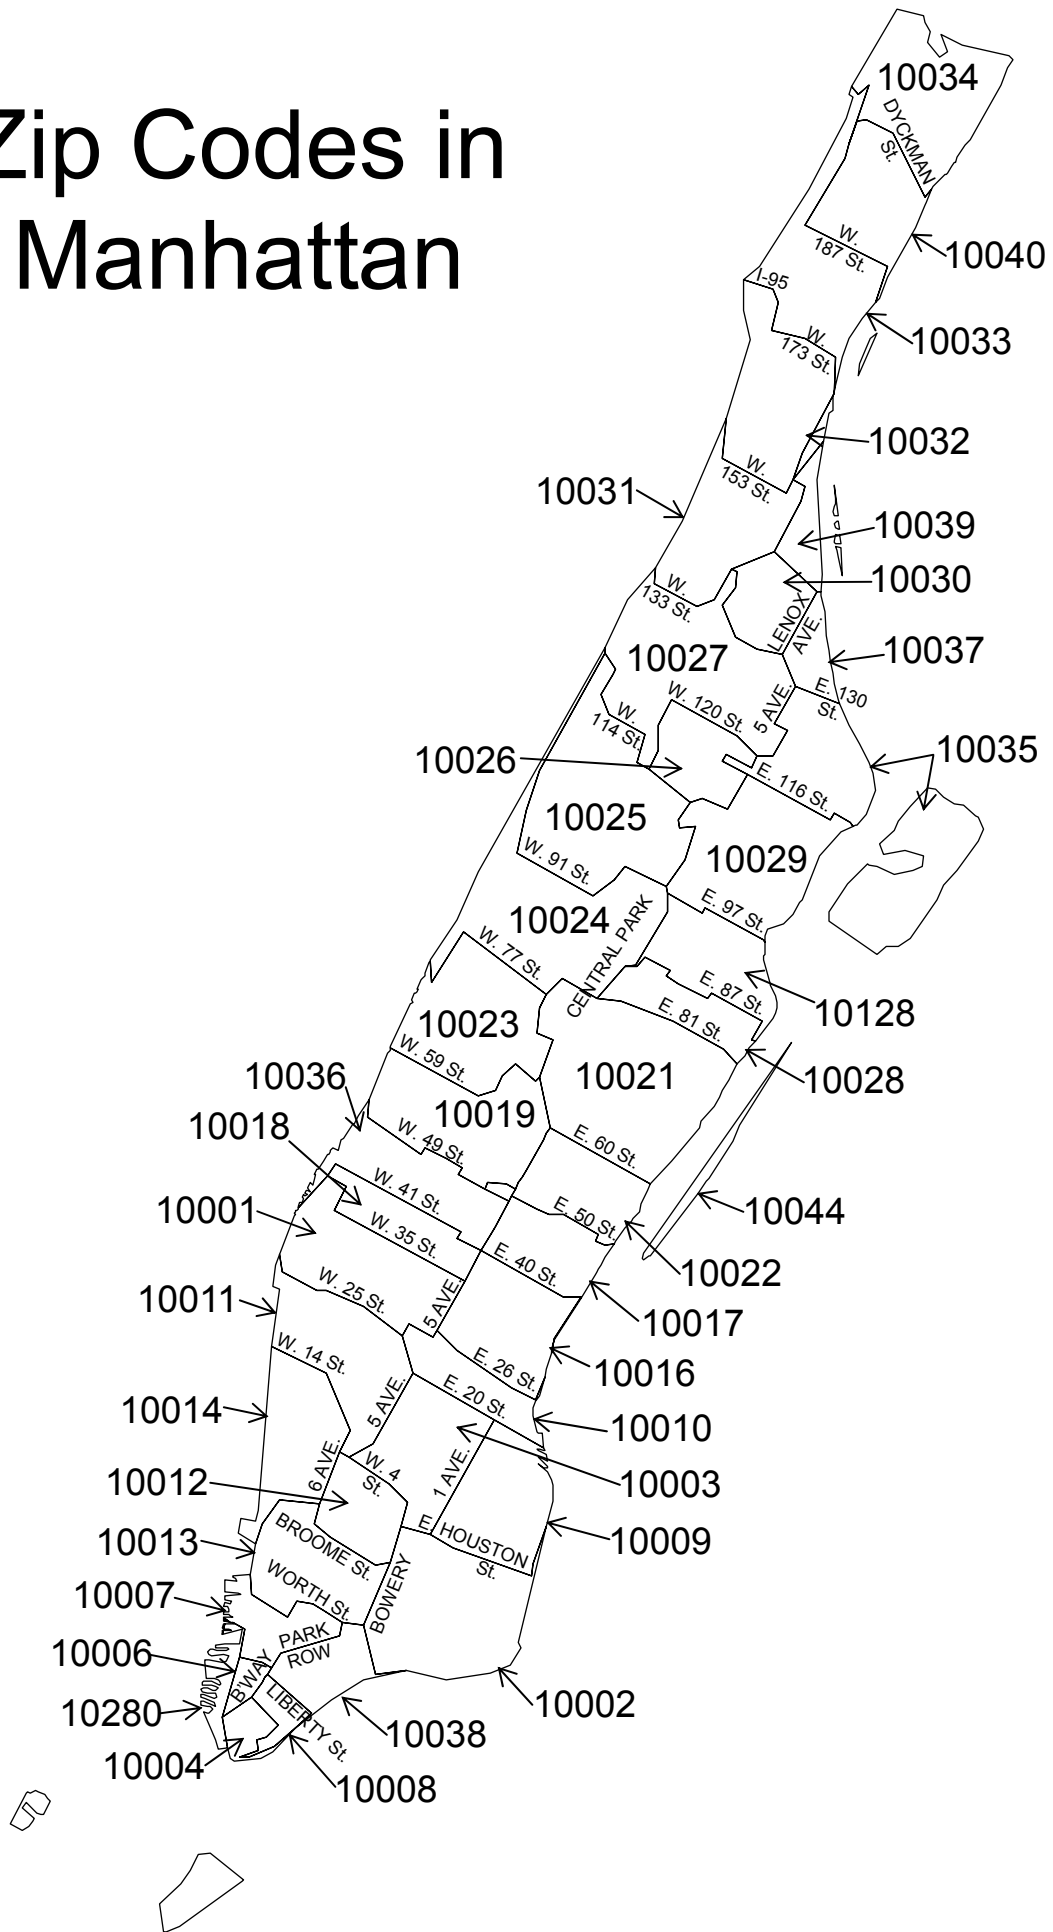 Zip Codes in
Manhattan
10034
DYCKMAN
St.
W.
187 St.
10040
I-95
10033
W.
173 St.
10032
W.
153 St.
10031
10039
10030
W.
133 St.
LENOX
AVE.
10037
10027
E. 130
St.
W. 120 St.
5 AVE.
W.
114 St.
10026
10035
E. 116 St.
10025
10029
W. 91 St.
E. 97 St.
10024
CENTRAL PARK
W. 77 St.
E. 87 St.
10128
E. 81 St.
10023
W. 59 St.
10021
10028
10036
10019
10018
W. 49 St.
E. 60 St.
W. 41 St.
10044
10001
W. 35 St.
E. 50 St.
10022
E. 40 St.
W. 25 St.
5 AVE.
10011
10017
W. 14 St.
E. 26 St.
10016
5 AVE.
E. 20 St.
10014
10010
6 AVE.
W. 4
St.
1 AVE.
10012
10003
BROOME St.
E. HOUSTON
St.
10013
10009
WORTH St.
BOWERY
10007
PARK
ROW
10006
B'WAY
10280
LIBERTY St.
10002
10038
10004
10008